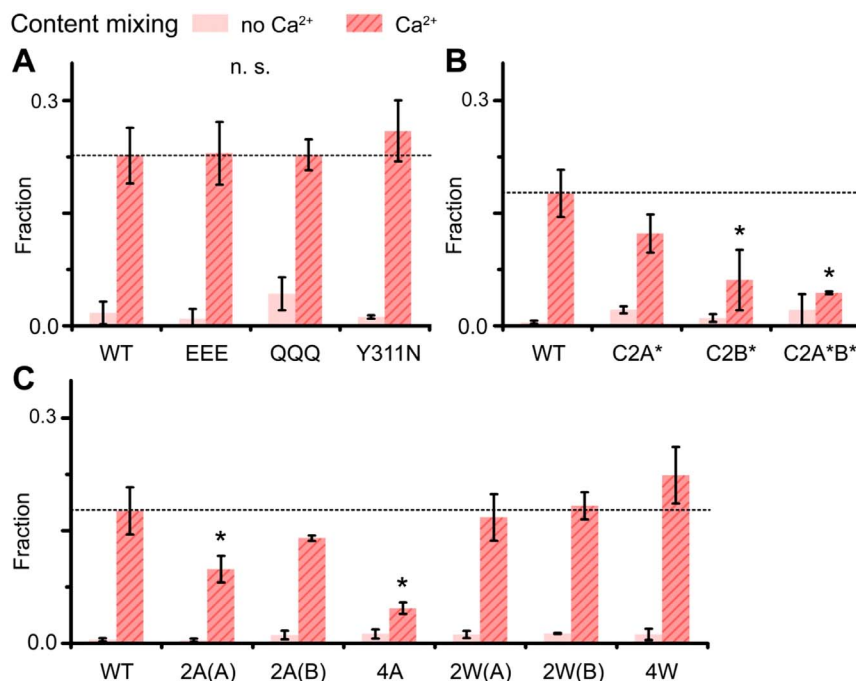 Content mixing no Ca²⁺ Ca²⁺
A
n. s.
0.3
Fraction
0.0
WT EEE QQQ Y311N
B
0.3
Fraction
*
*
0.0
WT C2A* C2B* C2A*B*
C
0.3
Fraction
*
*
0.0
WT 2A(A) 2A(B) 4A 2W(A) 2W(B) 4W